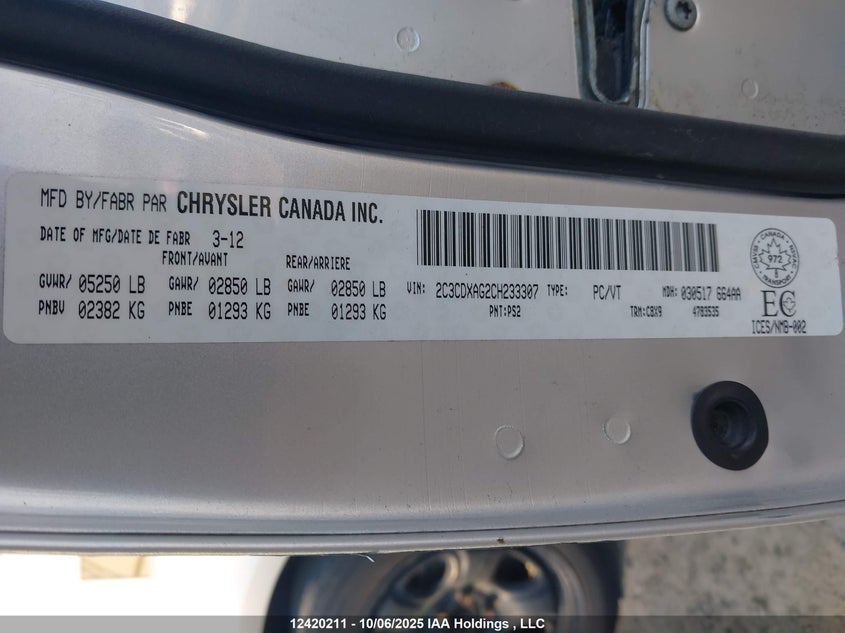 MFD BY/FABR PAR CHRYSLER CANADA INC.
DATE OF MFG/DATE DE FABR 3-12
FRONT/AVANT REAR/ARRIERE
GVWR/ 05250 LB GAWR/ 02850 LB GAWR/ 02850 LB
PNBV 02382 KG PNBE 01293 KG PNBE 01293 KG
VIN: 2C3CDXAG2CH233307 TYPE: PC/VT MDH: 030517 664AA
PNT:PS2 TRM:CBX9 4783535
CANADA
972
TRANSPORT
EC
ICES/NMB-002
12420211 - 10/06/2025 IAA Holdings , LLC